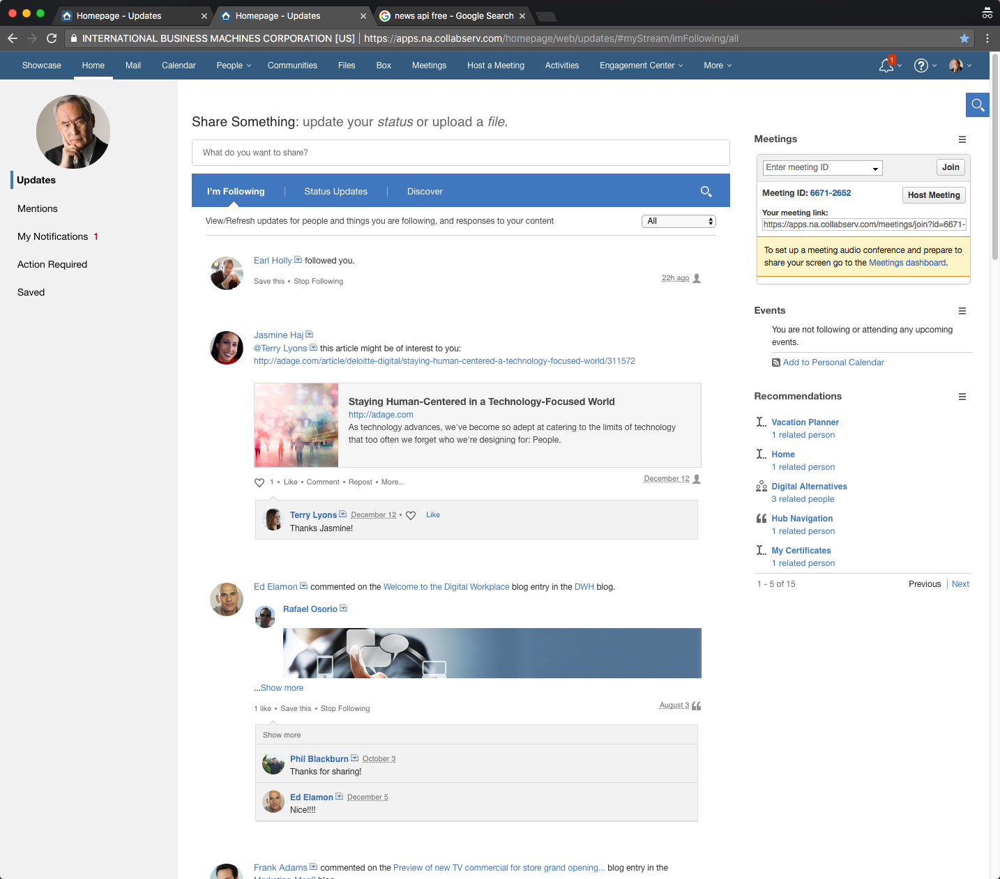 Homepage - Updates
Homepage - Updates
news api free - Google Search
INTERNATIONAL BUSINESS MACHINES CORPORATION [US] | https://apps.na.collabserv.com/homepage/web/updates/#myStream/imFollowing/all
Showcase Home Mail Calendar People Communities Files Box Meetings Host a Meeting Activities Engagement Center More 1 ?
Updates
Mentions
My Notifications 1
Action Required
Saved
Share Something: update your status or upload a file.
What do you want to share?
I'm Following | Status Updates | Discover
View/Refresh updates for people and things you are following, and responses to your content All
Earl Holly followed you.
Save this • Stop Following 22h ago
Jasmine Haj
@Terry Lyons this article might be of interest to you:
http://adage.com/article/deloitte-digital/staying-human-centered-a-technology-focused-world/311572
Staying Human-Centered in a Technology-Focused World
http://adage.com
As technology advances, we've become so adept at catering to the limits of technology
that too often we forget who we're designing for: People.
1 • Like • Comment • Repost • More... December 12
Terry Lyons December 12 • Like
Thanks Jasmine!
Ed Elamon commented on the Welcome to the Digital Workplace blog entry in the DWH blog.
Rafael Osorio
...Show more
1 like • Save this • Stop Following August 3
Show more
Phil Blackburn October 3
Thanks for sharing!
Ed Elamon December 5
Nice!!!!
Frank Adams commented on the Preview of new TV commercial for store grand opening... blog entry in the
Meetings
Enter meeting ID Join
Meeting ID: 6671-2652 Host Meeting
Your meeting link:
https://apps.na.collabserv.com/meetings/join?id=6671-
To set up a meeting audio conference and prepare to
share your screen go to the Meetings dashboard.
Events
You are not following or attending any upcoming
events.
Add to Personal Calendar
Recommendations
Vacation Planner
1 related person
Home
1 related person
Digital Alternatives
3 related people
Hub Navigation
1 related person
My Certificates
1 related person
1 - 5 of 15 Previous | Next